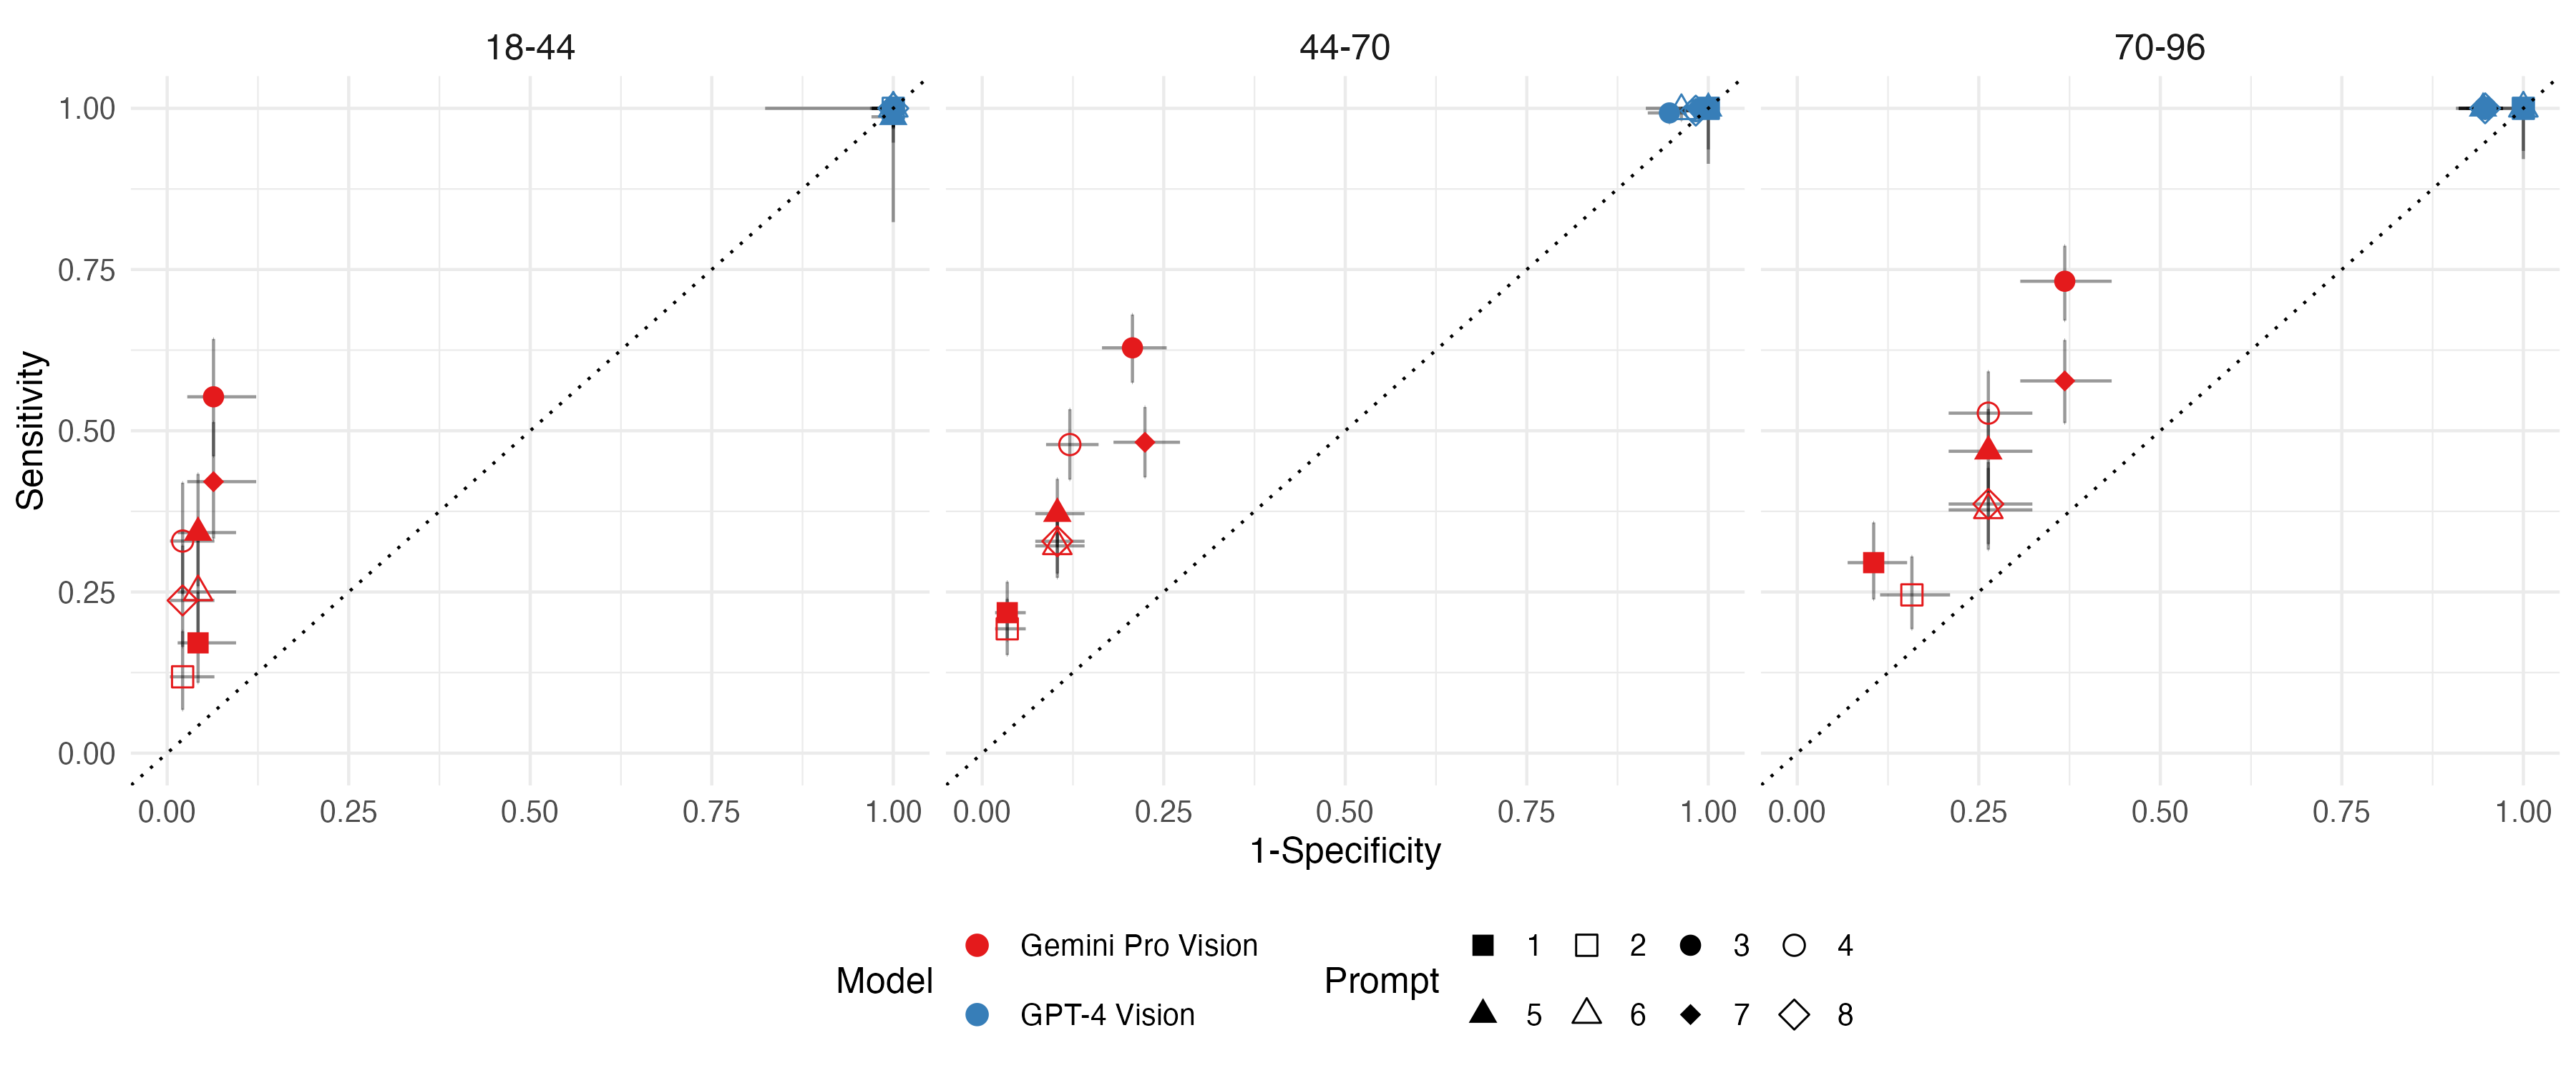 18-44 44-70 70-96
1.00
0.75
0.50
0.25
0.00
Sensitivity
0.00 0.25 0.50 0.75 1.00 0.00 0.25 0.50 0.75 1.00 0.00 0.25 0.50 0.75 1.00
1-Specificity
Model
Gemini Pro Vision
GPT-4 Vision
Prompt
1 2 3 4
5 6 7 8